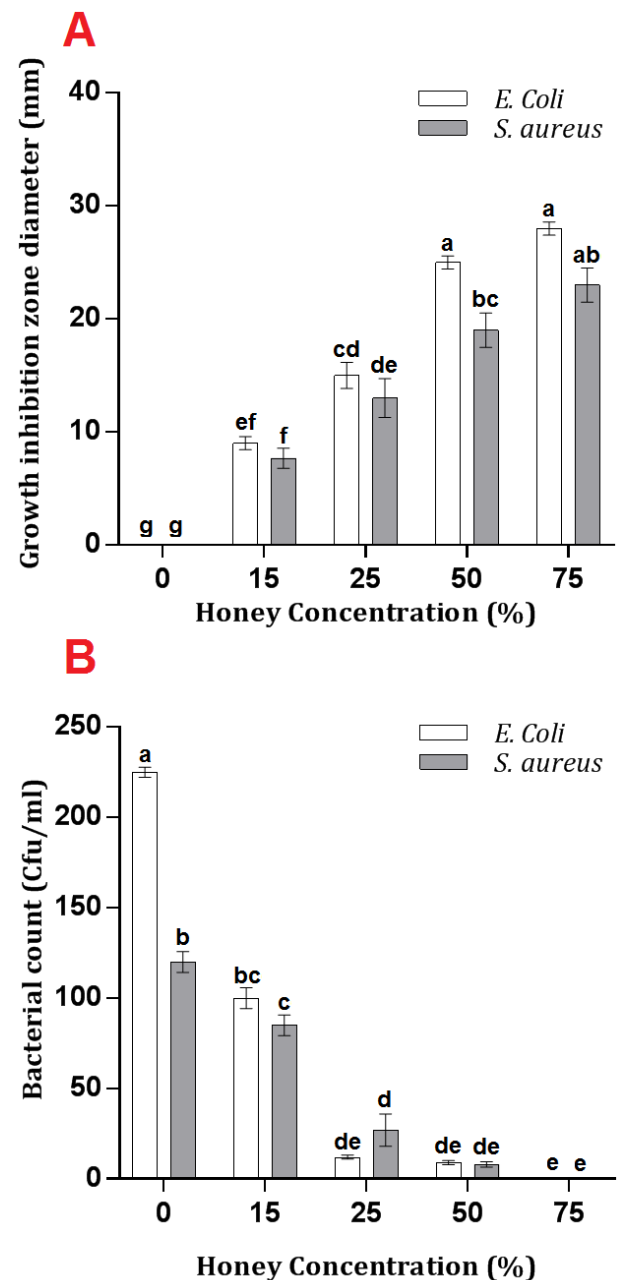 A
Growth inhibition zone diameter (mm)
40
30
20
10
0
E. Coli
S. aureus
g g
ef f
cd de
a bc
a ab
0 15 25 50 75
Honey Concentration (%)
B
Bacterial count (Cfu/ml)
250
200
150
100
50
0
E. Coli
S. aureus
a b
bc c
de d
de de
e e
0 15 25 50 75
Honey Concentration (%)